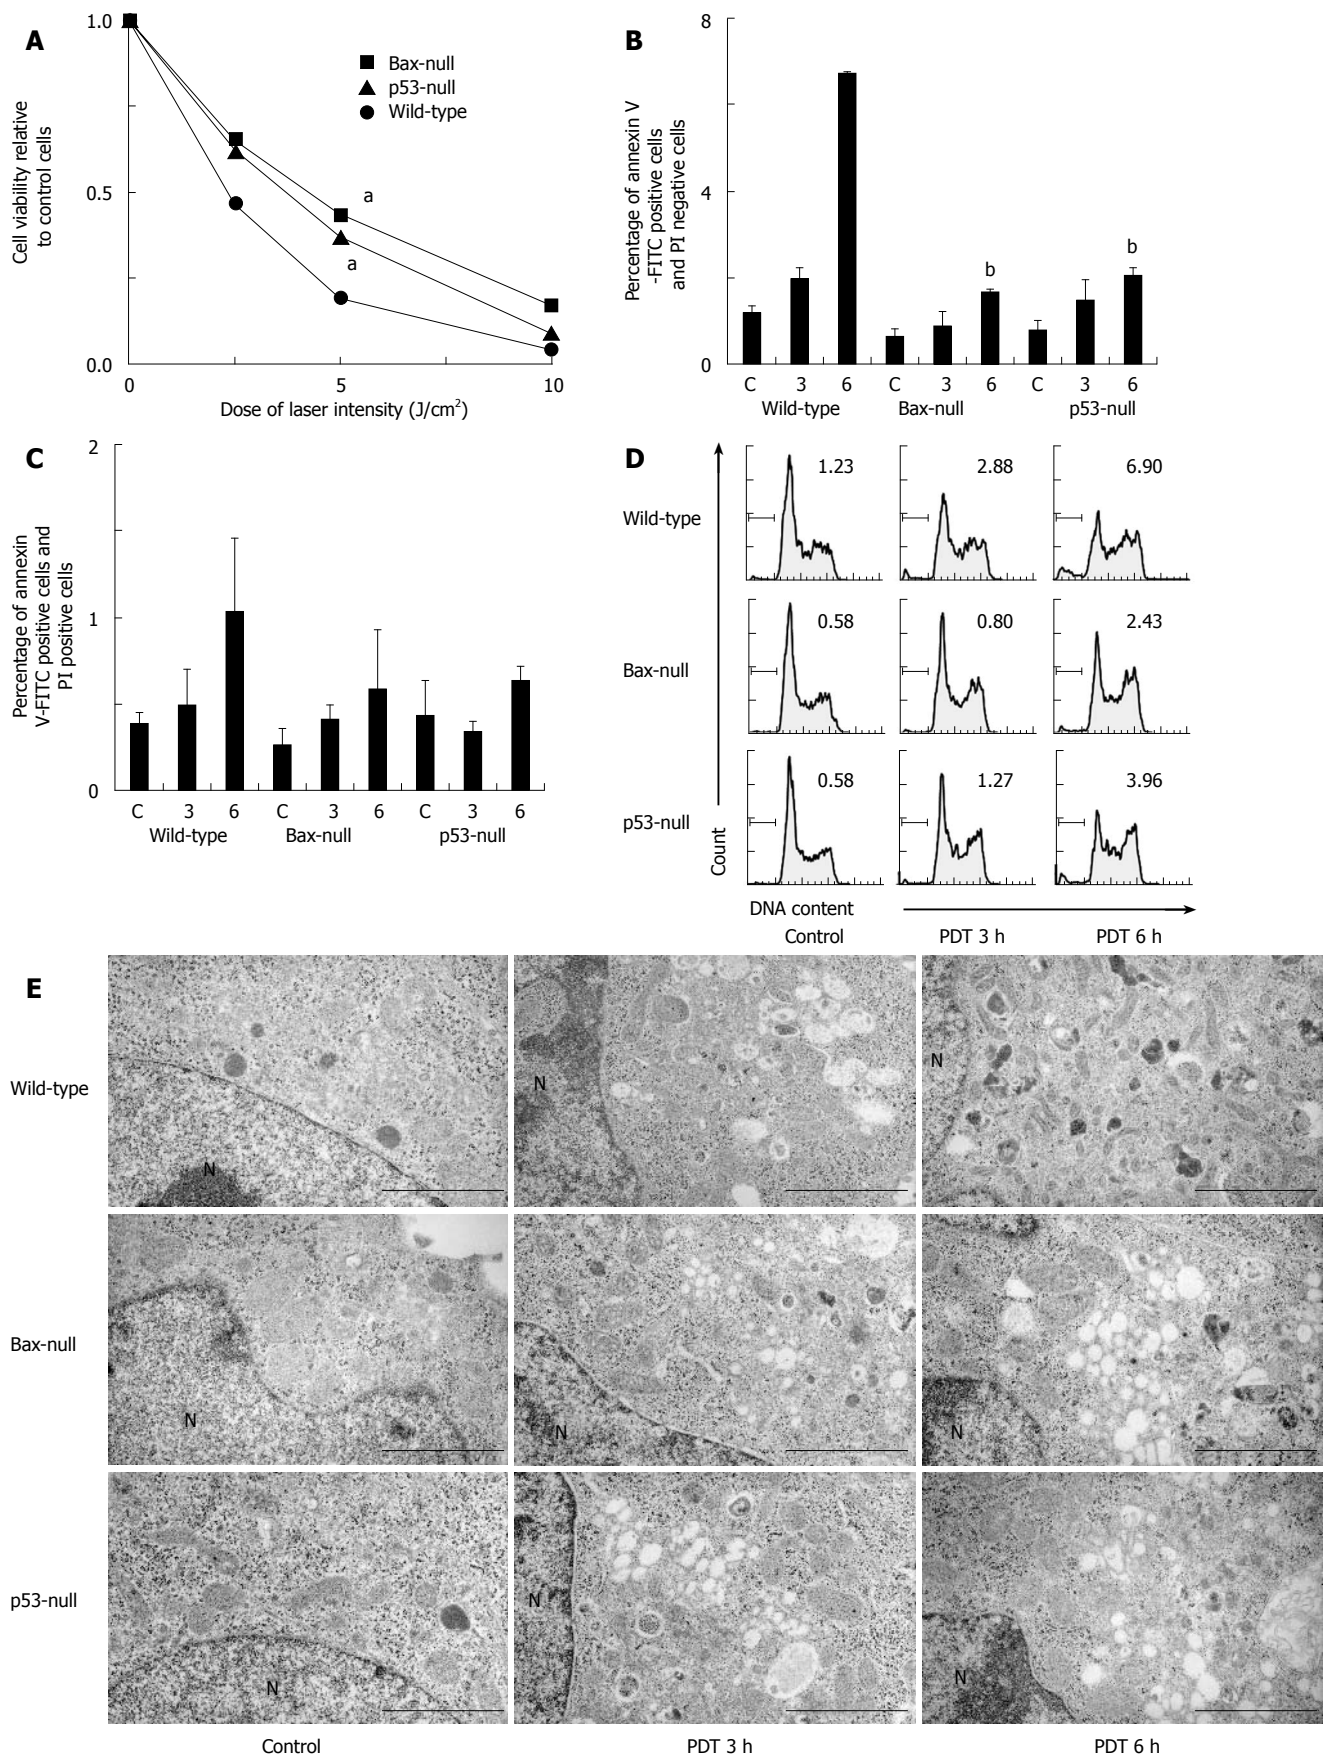 A
1.0
0.5
0.0
Cell viability relative
to control cells
Bax-null
p53-null
Wild-type
a
a
0
5
10
Dose of laser intensity (J/cm²)
B
8
4
0
Percentage of annexin V
-FITC positive cells
and PI negative cells
b
b
C 3 6 C 3 6 C 3 6
Wild-type Bax-null p53-null
C
2
1
0
Percentage of annexin
V-FITC positive cells and
PI positive cells
C 3 6 C 3 6 C 3 6
Wild-type Bax-null p53-null
D
Wild-type
1.23 2.88 6.90
Bax-null
0.58 0.80 2.43
p53-null
0.58 1.27 3.96
Count
DNA content
Control PDT 3 h PDT 6 h
E
Wild-type
N N N
Bax-null
N N N
p53-null
N N N
Control PDT 3 h PDT 6 h